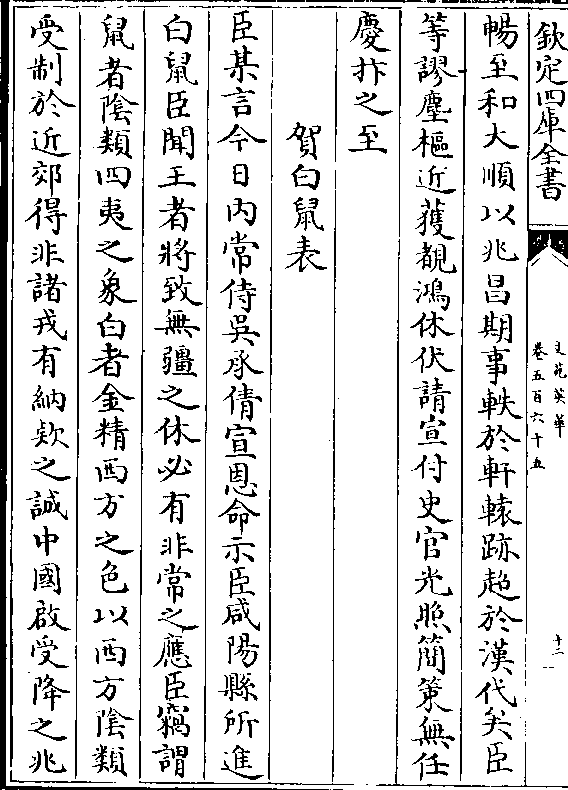 欽定四庫全書
文苑英華
卷五百六十五
十二
暢至和大順以兆昌期事軼於軒轅跡超於漢代矣臣
等謬塵樞近獲覩鴻休伏請宣付史官光照簡策無任
慶抃之至
賀白鼠表
臣某言今日内常侍吳承倩宣恩命示臣咸陽縣所進
白鼠臣聞王者將致無疆之休必有非常之應臣竊謂
鼠者陰類四夷之象白者金精西方之色以西方陰類
受制於近郊得非諸戎有納欵之誠中國啟受降之兆